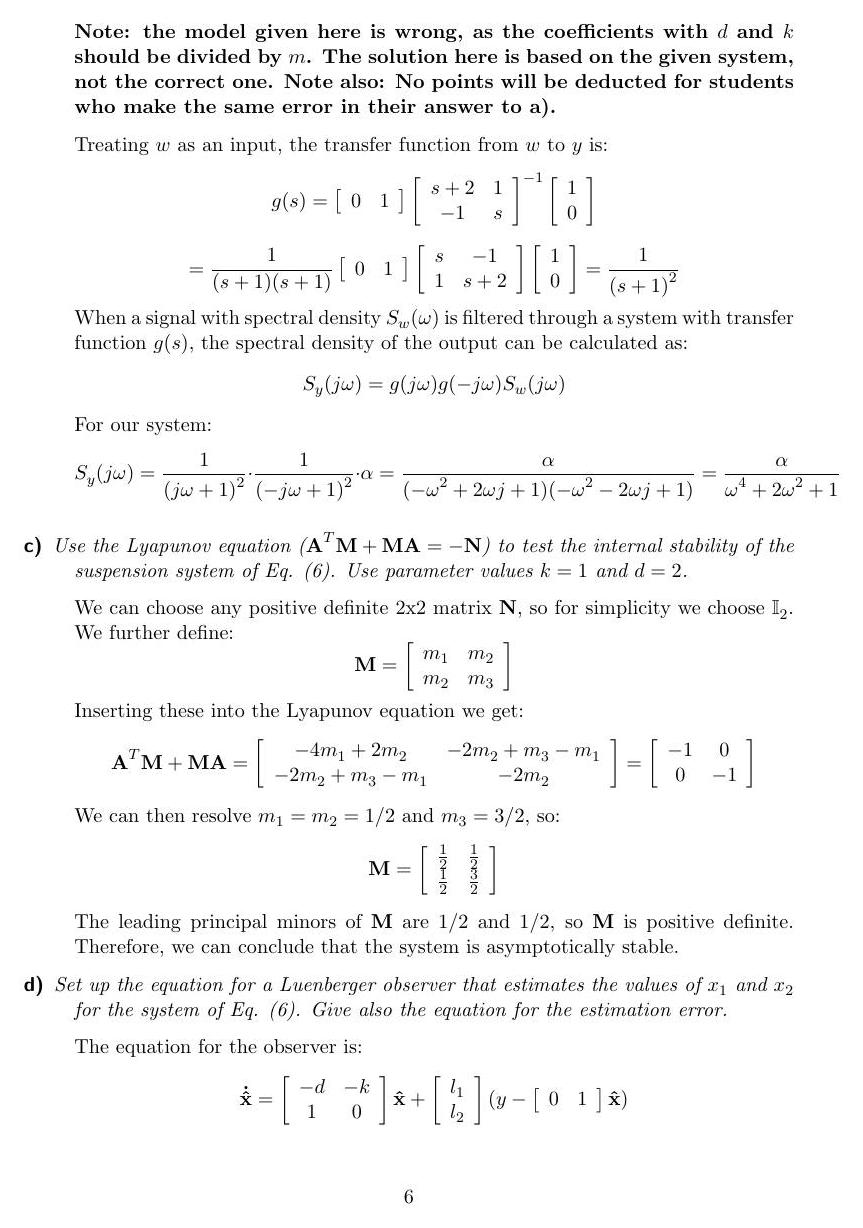 Note: the model given here is wrong, as the coefficients with d and k
should be divided by m. The solution here is based on the given system,
not the correct one. Note also: No points will be deducted for students
who make the same error in their answer to a).
Treating w as an input, the transfer function from w to y is:
g(s) = [ 0 1 ] [ s + 2 1 ; −1 s ]^{−1} [ 1 ; 0 ]
= \frac{1}{(s + 1)(s + 1)} [ 0 1 ] [ s −1 ; 1 s + 2 ] [ 1 ; 0 ] = \frac{1}{(s + 1)^2}
When a signal with spectral density S_w(ω) is filtered through a system with transfer
function g(s), the spectral density of the output can be calculated as:
S_y(jω) = g(jω)g(−jω)S_w(jω)
For our system:
S_y(jω) = \frac{1}{(jω + 1)^2} · \frac{1}{(−jω + 1)^2} · α = \frac{α}{(−ω^2 + 2ωj + 1)(−ω^2 − 2ωj + 1)} = \frac{α}{ω^4 + 2ω^2 + 1}
c) Use the Lyapunov equation (A^T M + MA = −N) to test the internal stability of the
suspension system of Eq. (6). Use parameter values k = 1 and d = 2.
We can choose any positive definite 2x2 matrix N, so for simplicity we choose 𝕀_2.
We further define:
M = [ m_1 m_2 ; m_2 m_3 ]
Inserting these into the Lyapunov equation we get:
A^T M + MA = [ −4m_1 + 2m_2 −2m_2 + m_3 − m_1 ; −2m_2 + m_3 − m_1 −2m_2 ] = [ −1 0 ; 0 −1 ]
We can then resolve m_1 = m_2 = 1/2 and m_3 = 3/2, so:
M = [ \frac{1}{2} \frac{1}{2} ; \frac{1}{2} \frac{3}{2} ]
The leading principal minors of M are 1/2 and 1/2, so M is positive definite.
Therefore, we can conclude that the system is asymptotically stable.
d) Set up the equation for a Luenberger observer that estimates the values of x_1 and x_2
for the system of Eq. (6). Give also the equation for the estimation error.
The equation for the observer is:
\dot{\hat{x}} = [ −d −k ; 1 0 ] \hat{x} + [ l_1 ; l_2 ] (y − [ 0 1 ] \hat{x})
6